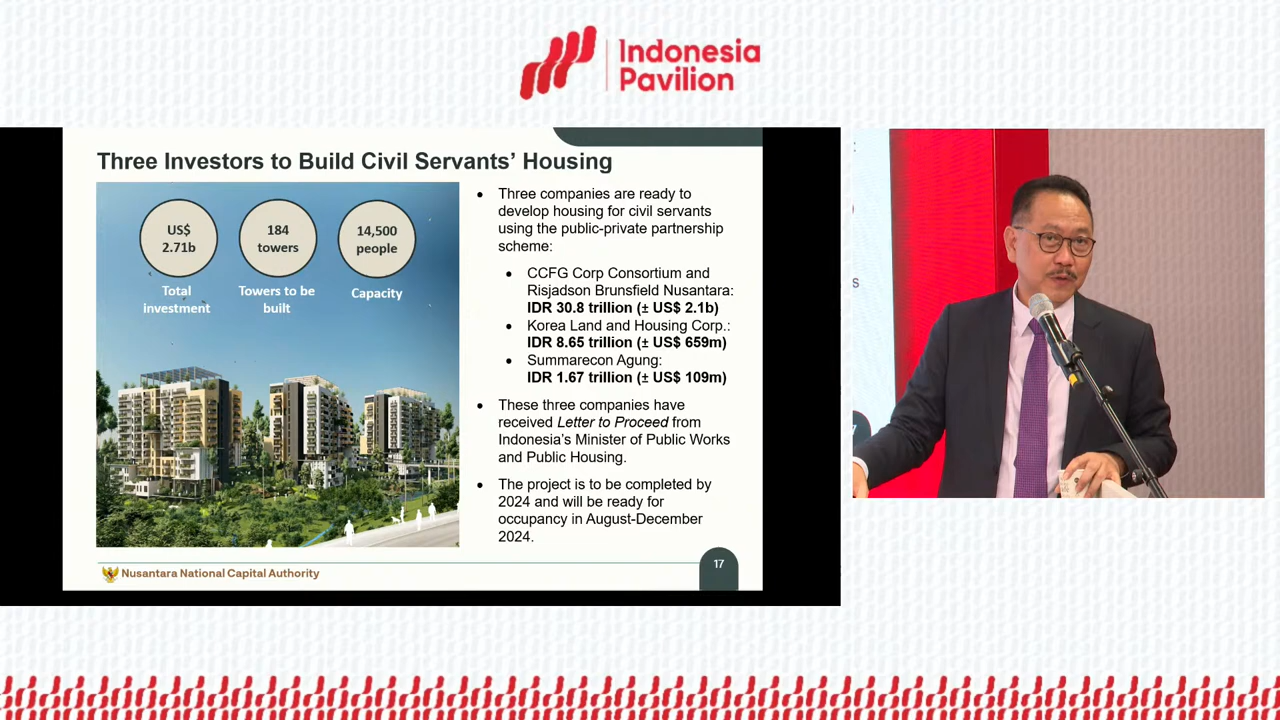 Indonesia
Pavilion
Three Investors to Build Civil Servants’ Housing
US$
2.71b
184
towers
14,500
people
Total
investment
Towers to be
built
Capacity
• Three companies are ready to
develop housing for civil servants
using the public-private partnership
scheme:
• CCFG Corp Consortium and
Risjadson Brunsfield Nusantara:
IDR 30.8 trillion (± US$ 2.1b)
• Korea Land and Housing Corp.:
IDR 8.65 trillion (± US$ 659m)
• Summarecon Agung:
IDR 1.67 trillion (± US$ 109m)
• These three companies have
received Letter to Proceed from
Indonesia’s Minister of Public Works
and Public Housing.
• The project is to be completed by
2024 and will be ready for
occupancy in August-December
2024.
Nusantara National Capital Authority
17